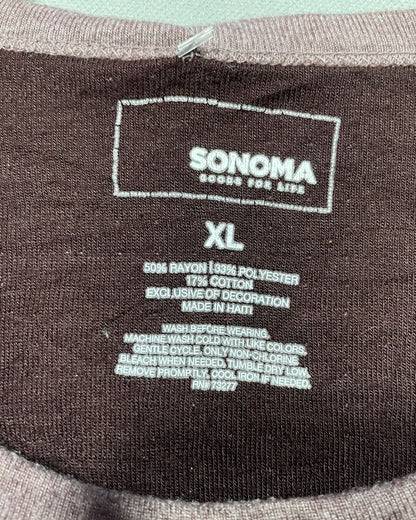 SONOMA
GOODS FOR LIFE
XL
50% RAYON | 33% POLYESTER
17% COTTON
EXCLUSIVE OF DECORATION
MADE IN HAITI
WASH BEFORE WEARING.
MACHINE WASH COLD WITH LIKE COLORS.
GENTLE CYCLE. ONLY NON-CHLORINE
BLEACH WHEN NEEDED. TUMBLE DRY LOW.
REMOVE PROMPTLY. COOL IRON IF NEEDED.
RN# 73277